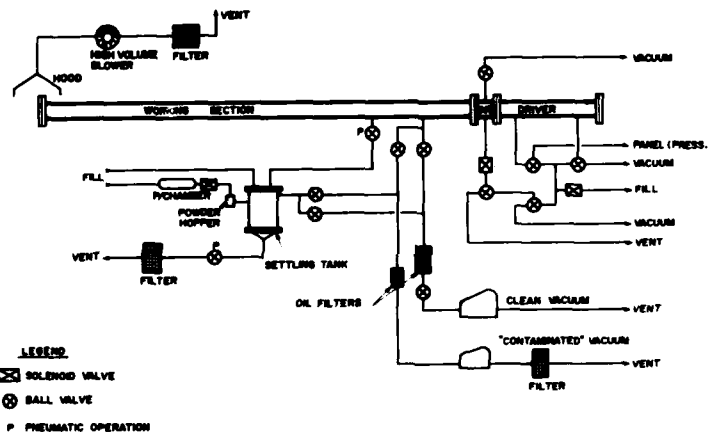 VENT
HIGH VOLUME
BLOWER
FILTER
HOOD
VACUUM
WORKING SECTION
DRIVER
P
PANEL (PRESS.
VACUUM
FILL
FILL
P/CHAMBER
POWDER
HOPPER
VACUUM
VENT
P
VENT
FILTER
SETTLING TANK
OIL FILTERS
CLEAN VACUUM
VENT
"CONTAMINATED" VACUUM
VENT
FILTER
LEGEND
SOLENOID VALVE
BALL VALVE
P PNEUMATIC OPERATION